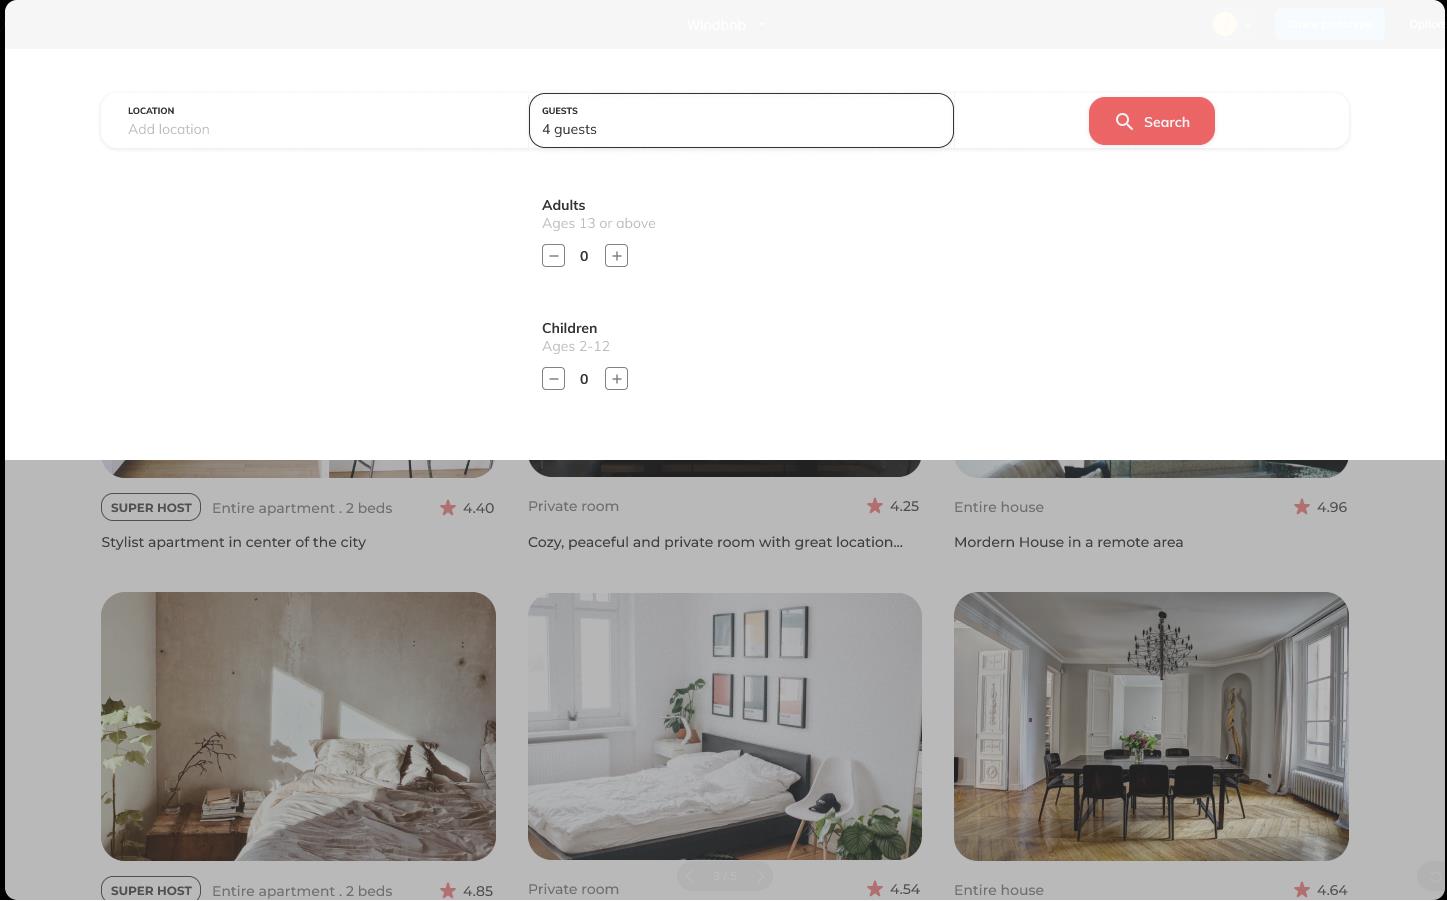 Windbnb
LOCATION
Add location
GUESTS
4 guests
Search
Adults
Ages 13 or above
− 0 +
Children
Ages 2-12
− 0 +
SUPER HOST Entire apartment . 2 beds 4.40
Stylist apartment in center of the city
Private room 4.25
Cozy, peaceful and private room with great location...
Entire house 4.96
Mordern House in a remote area
3 / 5
SUPER HOST Entire apartment . 2 beds 4.85
Private room 4.54
Entire house 4.64